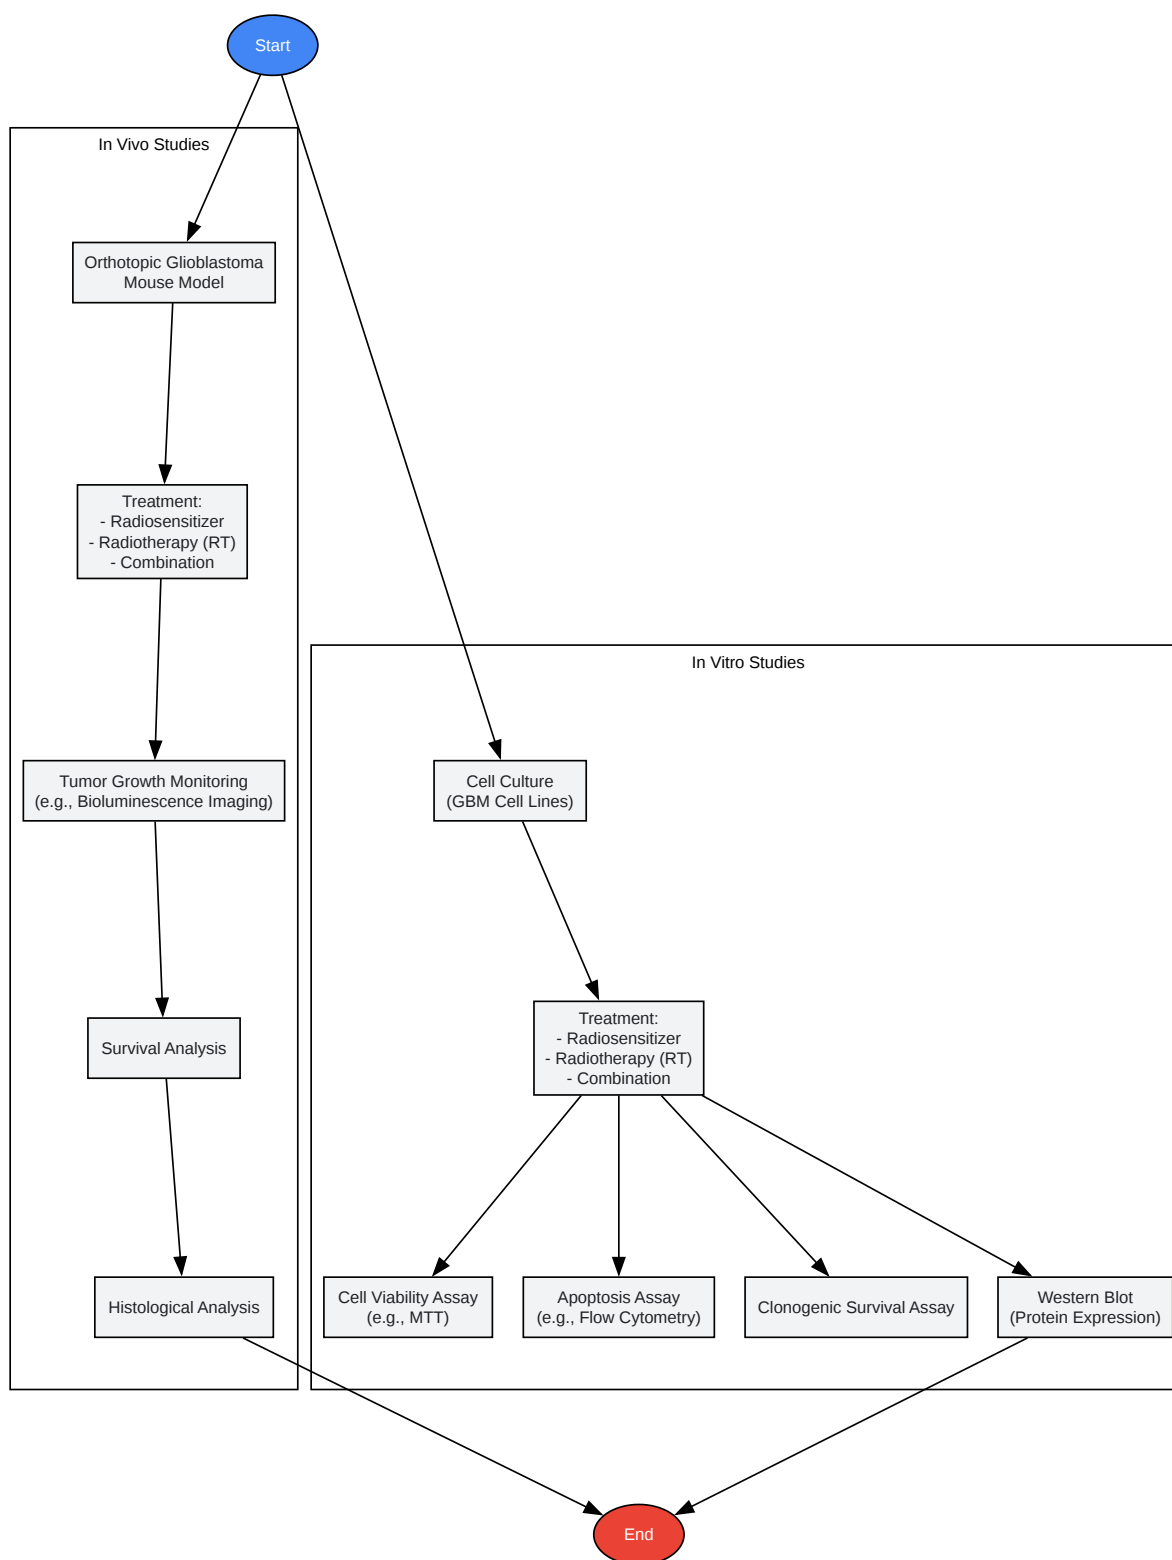 Start
In Vivo Studies
Orthotopic Glioblastoma
Mouse Model
Treatment:
- Radiosensitizer
- Radiotherapy (RT)
- Combination
Tumor Growth Monitoring
(e.g., Bioluminescence Imaging)
Survival Analysis
Histological Analysis
In Vitro Studies
Cell Culture
(GBM Cell Lines)
Treatment:
- Radiosensitizer
- Radiotherapy (RT)
- Combination
Cell Viability Assay
(e.g., MTT)
Apoptosis Assay
(e.g., Flow Cytometry)
Clonogenic Survival Assay
Western Blot
(Protein Expression)
End